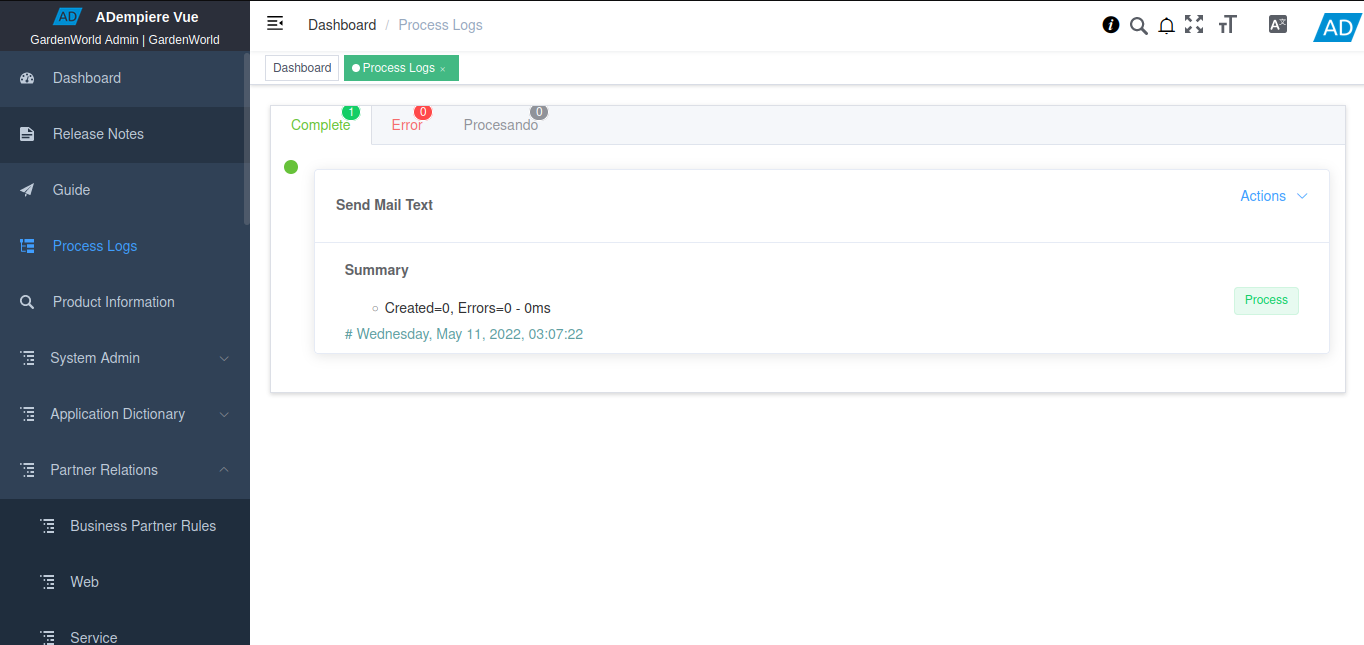 AD ADempiere Vue
GardenWorld Admin | GardenWorld
Dashboard
Release Notes
Guide
Process Logs
Product Information
System Admin
Application Dictionary
Partner Relations
Business Partner Rules
Web
Service
Dashboard / Process Logs
AD
Dashboard
Process Logs ×
Complete 1
Error 0
Procesando 0
Send Mail Text
Actions
Summary
Created=0, Errors=0 - 0ms
Process
# Wednesday, May 11, 2022, 03:07:22